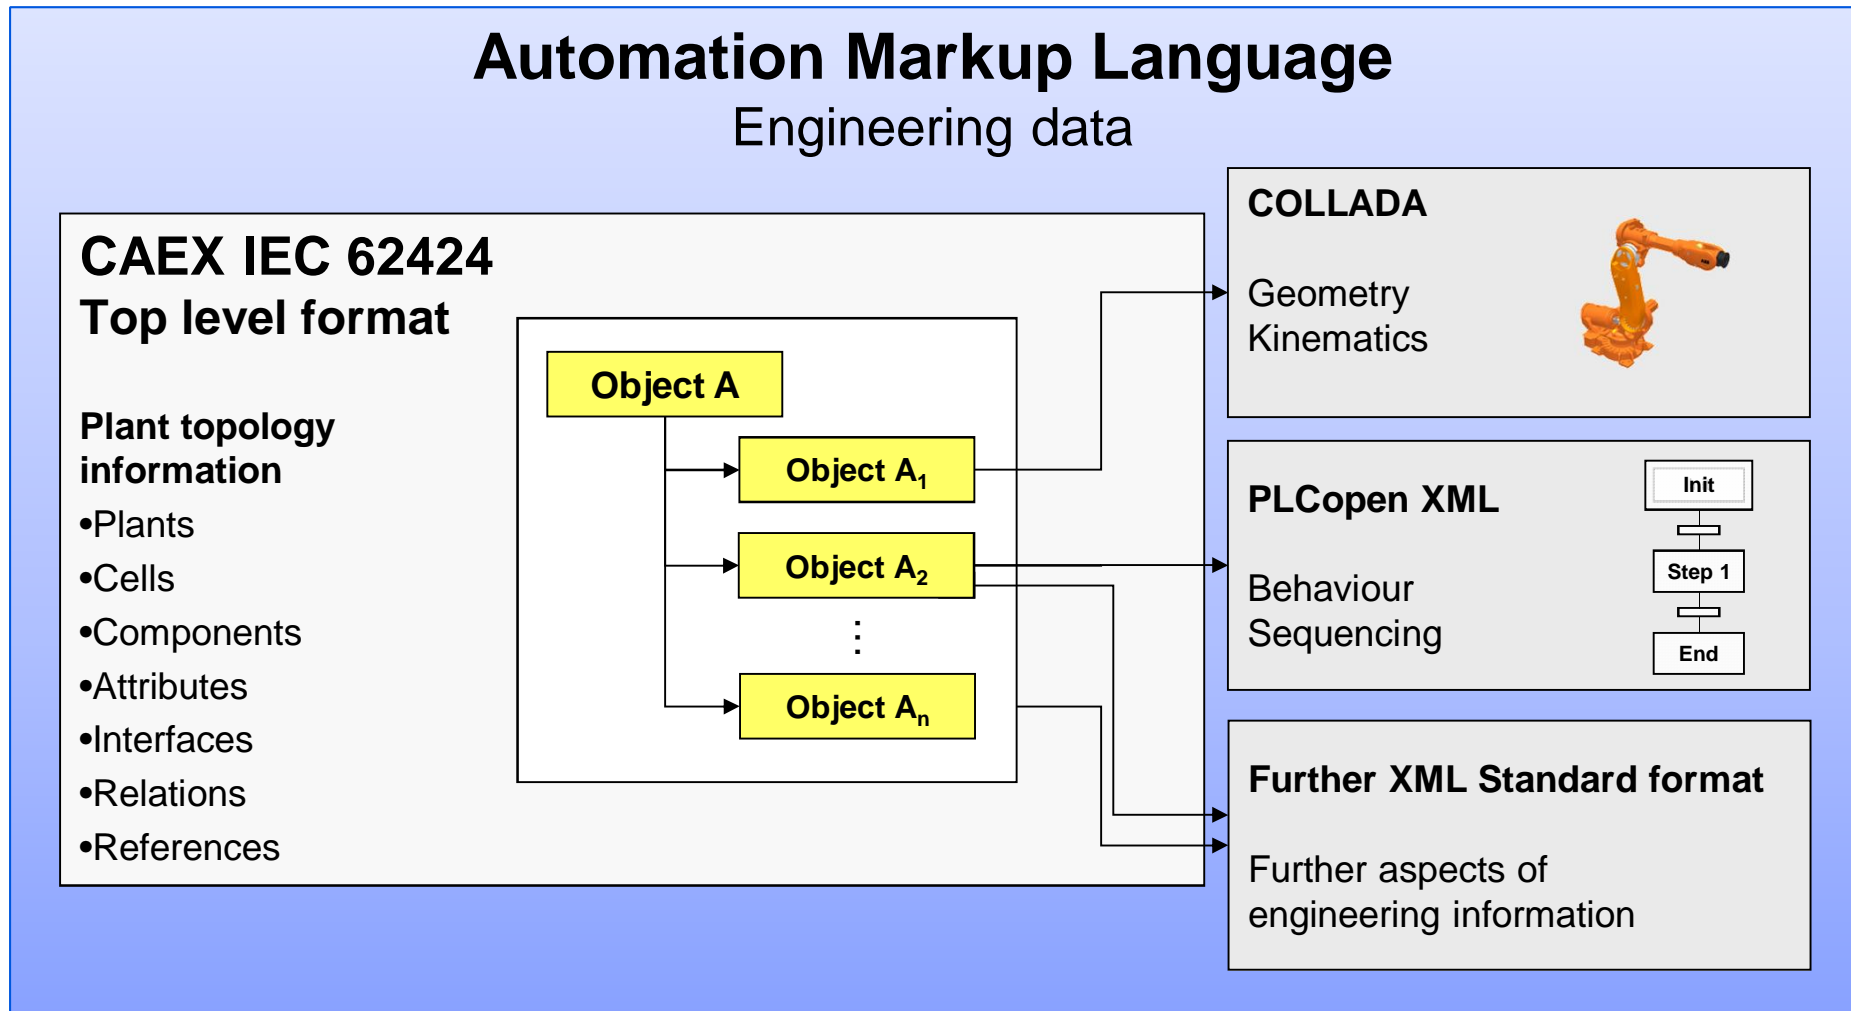 Automation Markup Language
Engineering data
CAEX IEC 62424
Top level format
Plant topology
information
•Plants
•Cells
•Components
•Attributes
•Interfaces
•Relations
•References
Object A
Object A1
Object A2
⋮
Object An
COLLADA
Geometry
Kinematics
PLCopen XML
Behaviour
Sequencing
Init
Step 1
End
Further XML Standard format
Further aspects of
engineering information